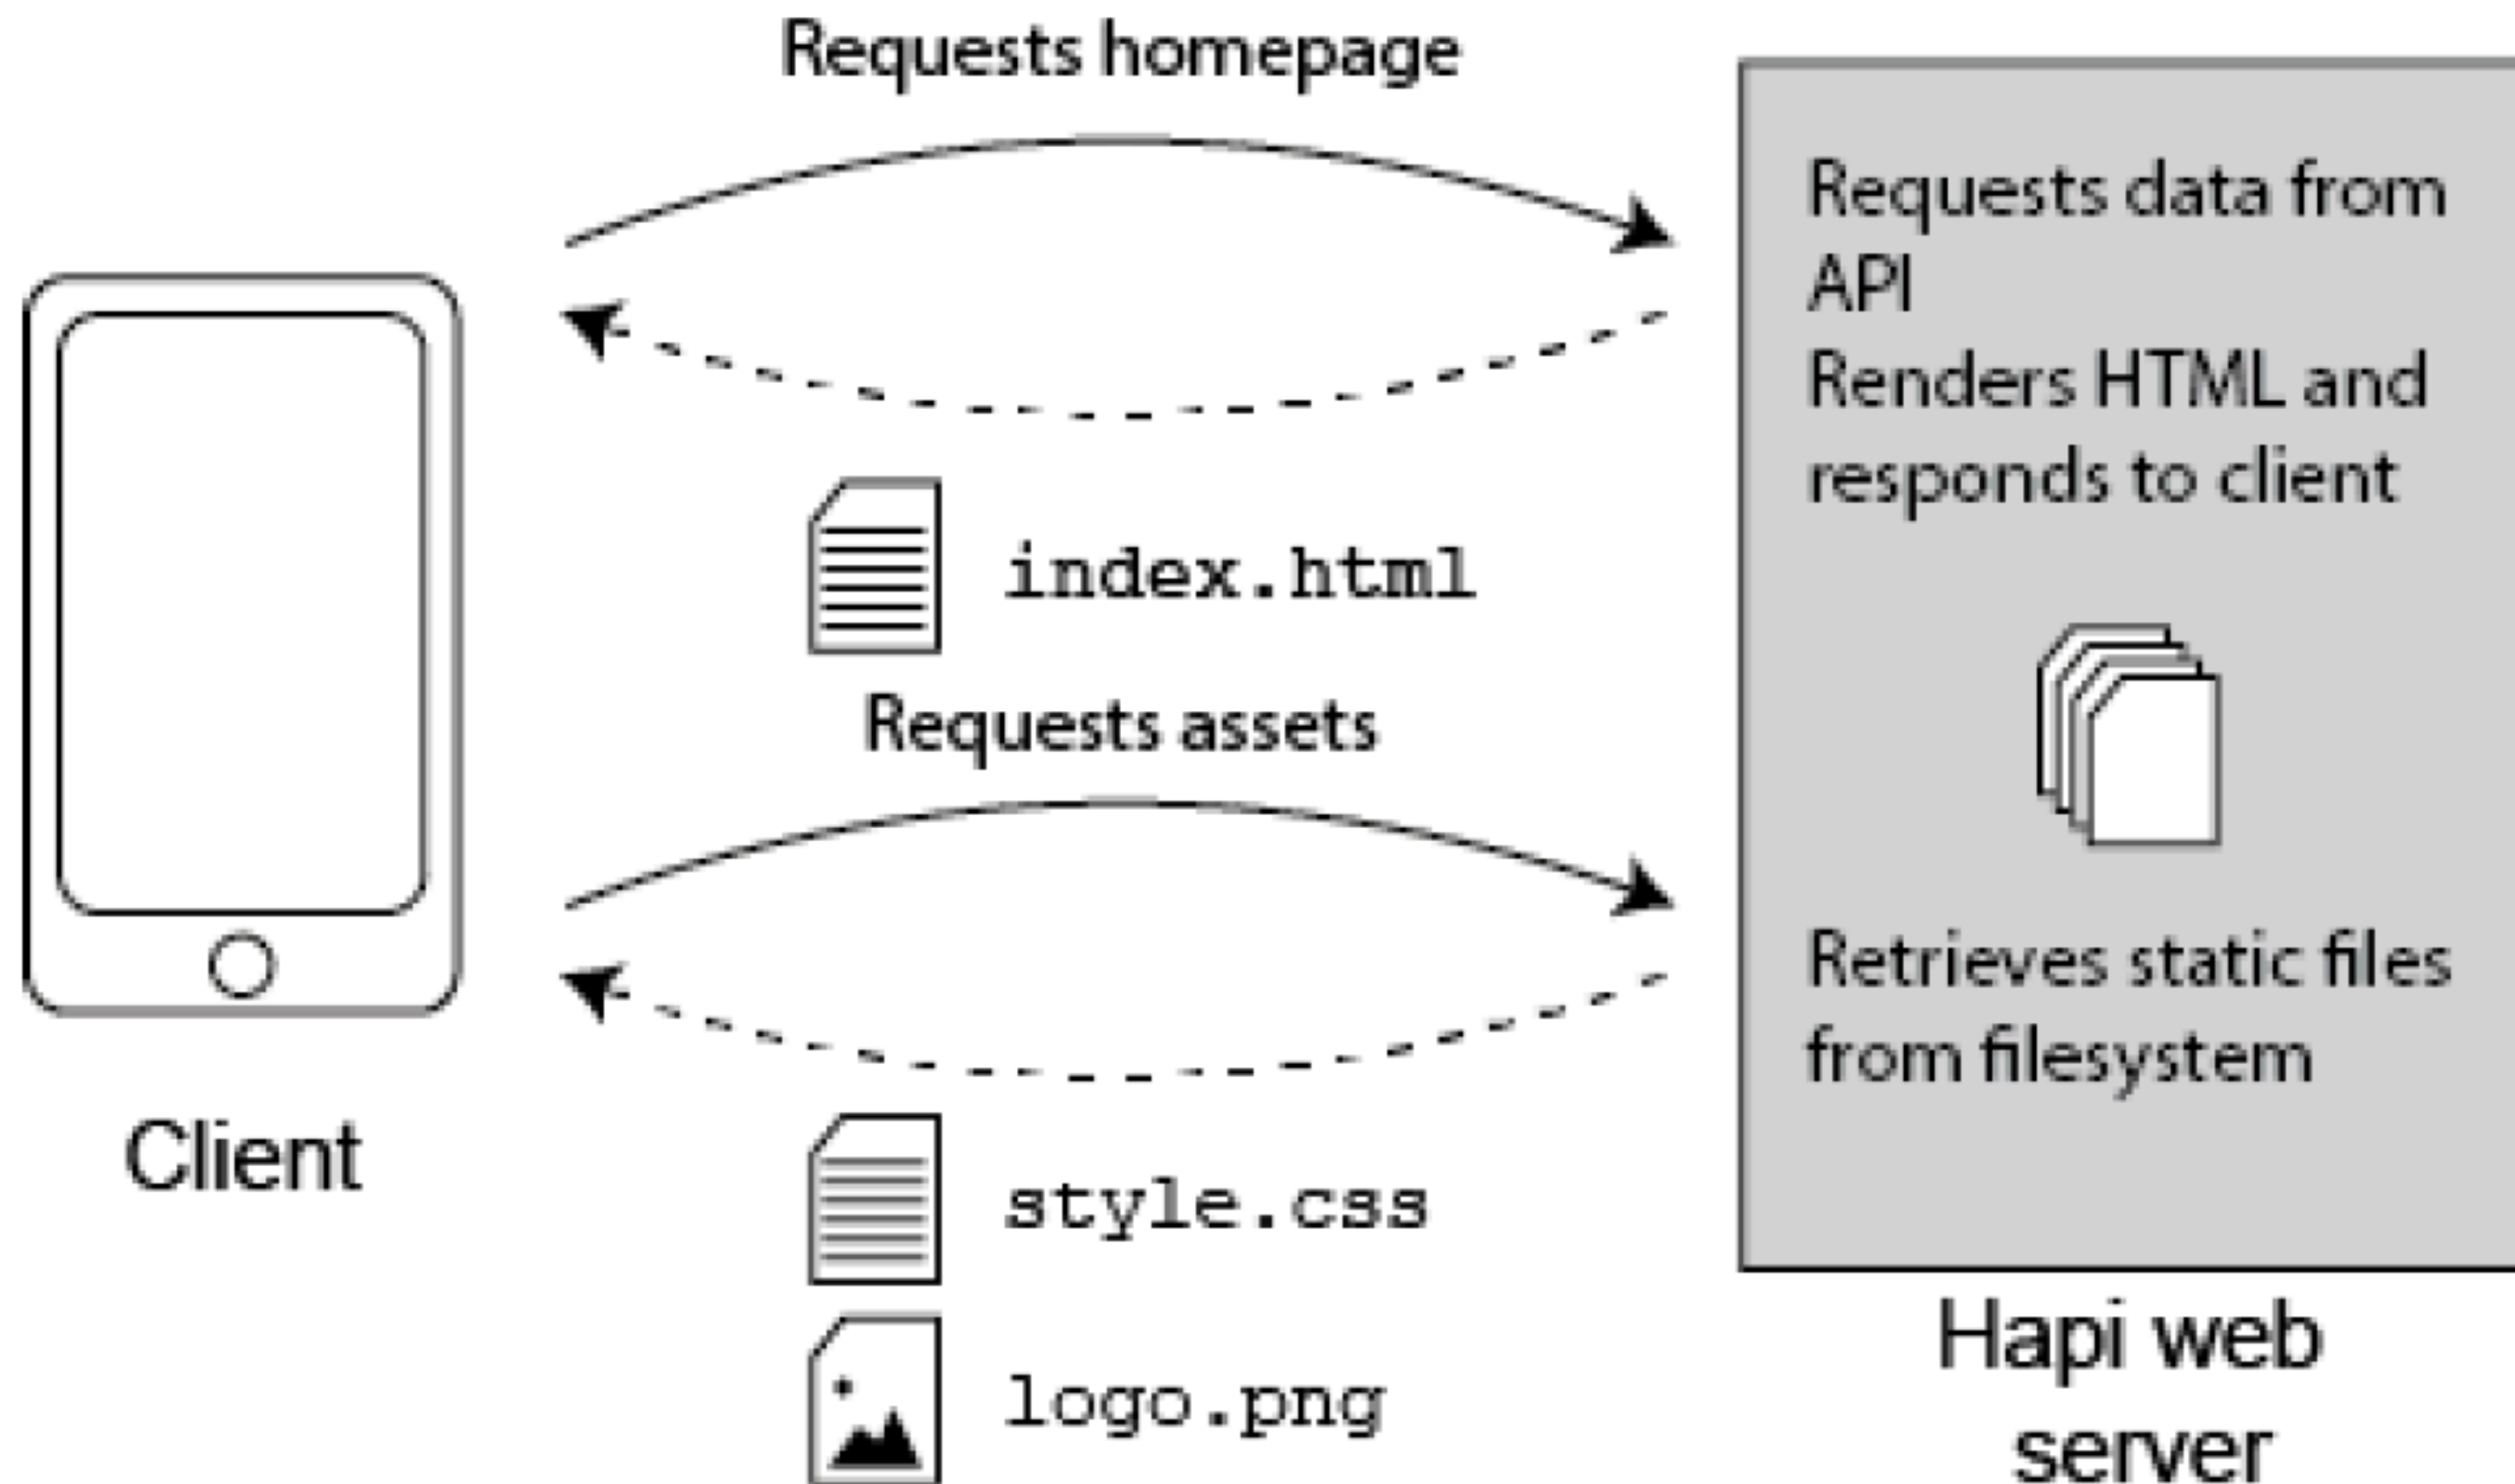 Requests homepage
Requests data from
API
Renders HTML and
responds to client
index.html
Requests assets
Retrieves static files
from filesystem
Client
style.css
logo.png
Hapi web
server